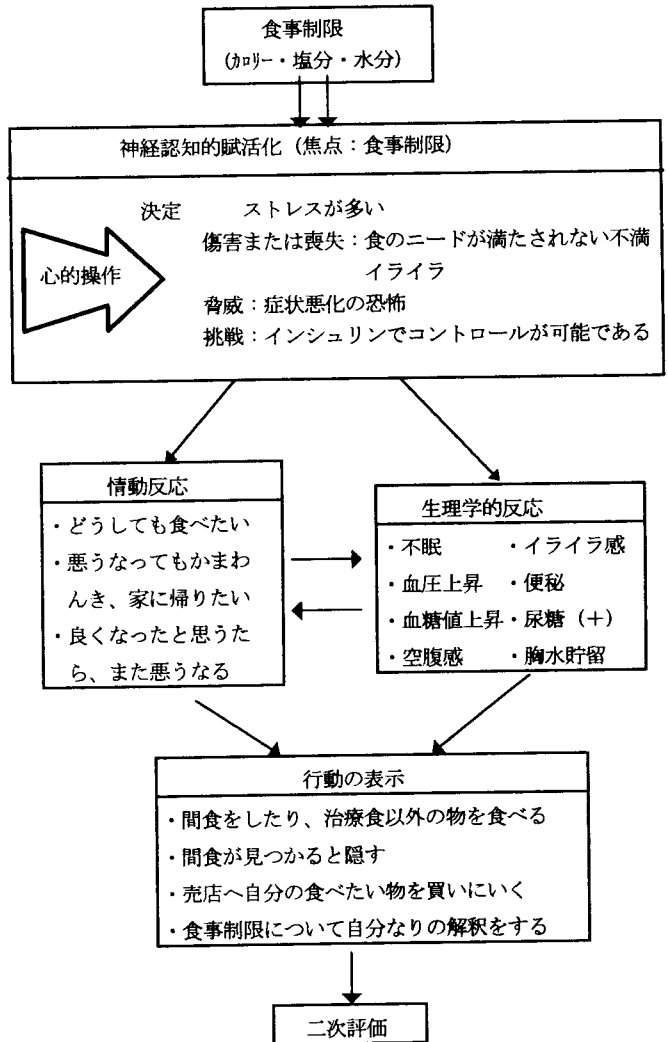 食事制限
(カロリー・塩分・水分)
神経認知的賦活化(焦点:食事制限)
決定 ストレスが多い
傷害または喪失:食のニードが満たされない不満
イライラ
心的操作
脅威:症状悪化の恐怖
挑戦:インシュリンでコントロールが可能である
情動反応
・どうしても食べたい
・悪うなってもかまわ
んき、家に帰りたい
・良くなったと思うた
ら、また悪うなる
生理学的反応
・不眠 ・イライラ感
・血圧上昇 ・便秘
・血糖値上昇・尿糖(+)
・空腹感 ・胸水貯留
行動の表示
・間食をしたり、治療食以外の物を食べる
・間食が見つかると隠す
・売店へ自分の食べたい物を買いにいく
・食事制限について自分なりの解釈をする
二次評価